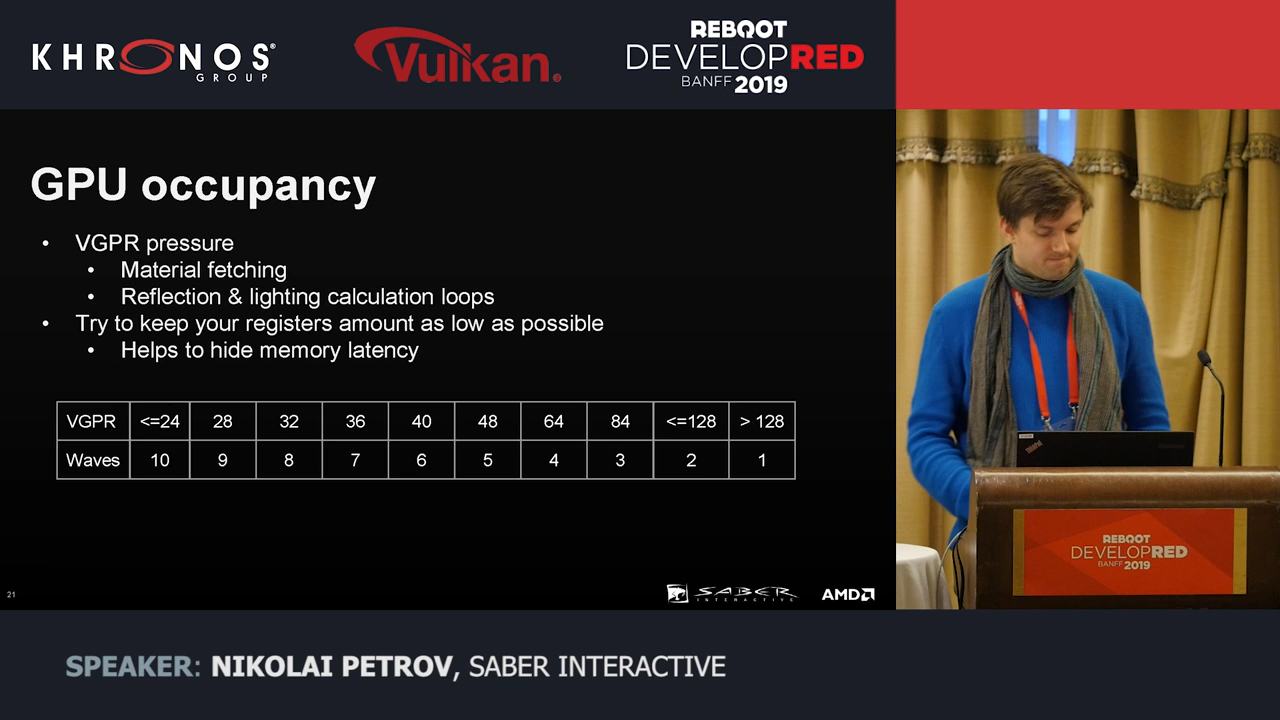 KHRONOS®
GROUP
Vulkan®
REBOOT
DEVELOPRED
BANFF 2019
GPU occupancy
• VGPR pressure
• Material fetching
• Reflection & lighting calculation loops
• Try to keep your registers amount as low as possible
• Helps to hide memory latency
VGPR <=24 28 32 36 40 48 64 84 <=128 > 128
Waves 10 9 8 7 6 5 4 3 2 1
21
SABER
INTERACTIVE
AMD
ThinkPad
REBOOT
DEVELOPRED
BANFF 2019
SPEAKER: NIKOLAI PETROV, SABER INTERACTIVE